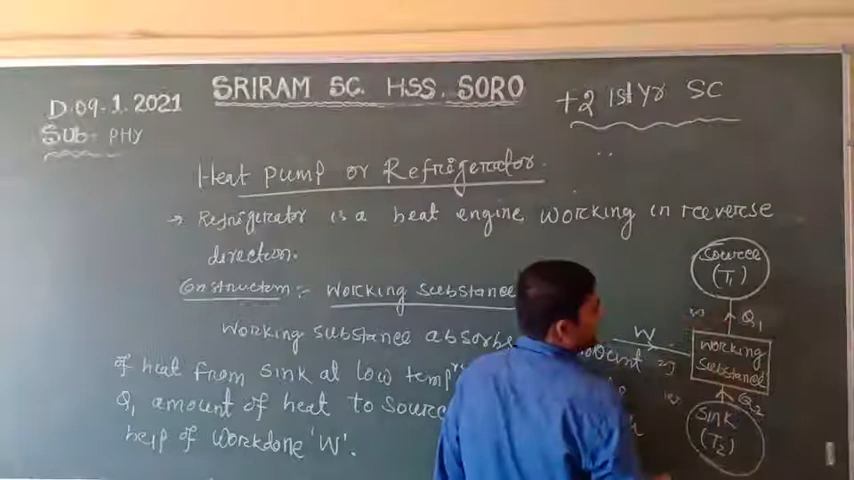 SRIRAM SC. HSS. SORO
D.09-1.2021
+2 1st Yr SC
Sub- PHY
Heat Pump or Refrigerator.
→ Refrigerator is a heat engine working in reeverse
direction.
Construction :- Working Substance
Working substance absorbs
of heat from sink at low tempr
Q1 amount of heat to Source
help of Workdone 'W'.
Source
(T1)
Q1
W
Working
Substance
Q2
Sink
(T2)